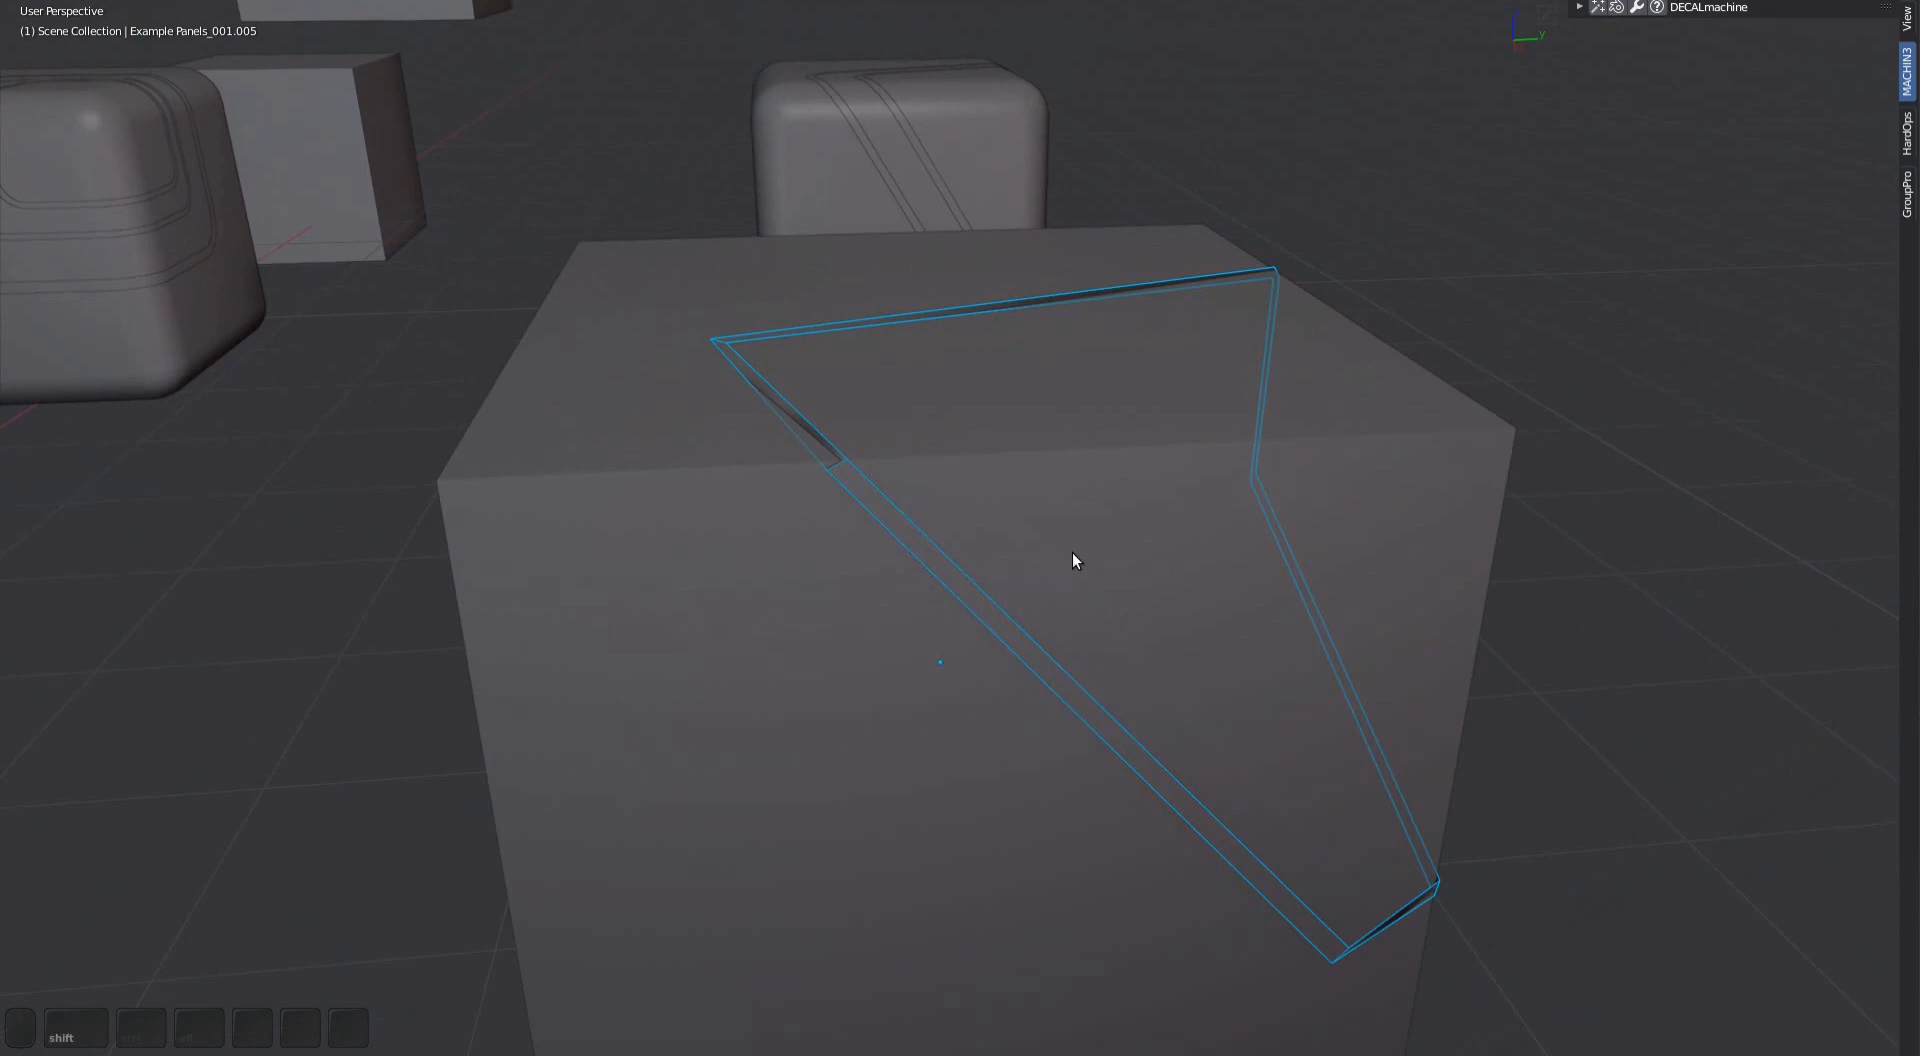 User Perspective
(1) Scene Collection | Example Panels_001.005
DECALmachine
View
MACHIN3
HardOps
GroupPro
y
shift